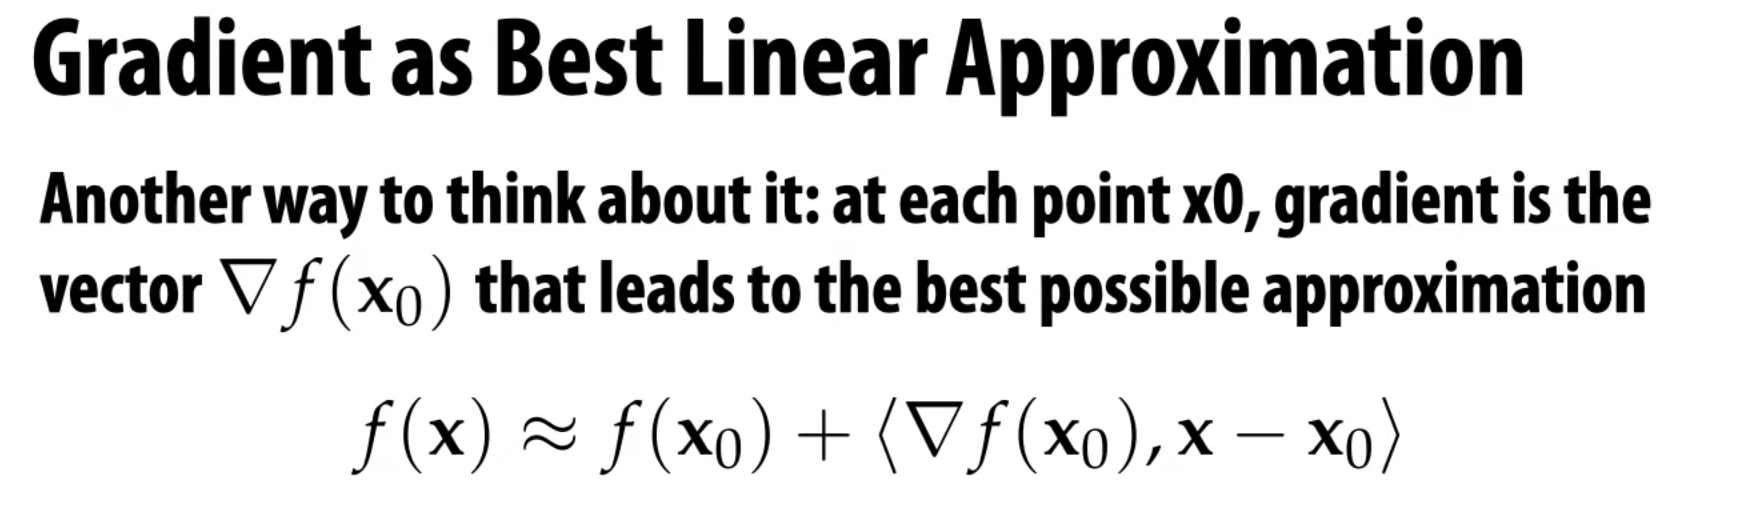 Gradient as Best Linear Approximation
Another way to think about it: at each point x0, gradient is the
vector ∇f(x₀) that leads to the best possible approximation
f(x) ≈ f(x₀) + ⟨∇f(x₀), x − x₀⟩